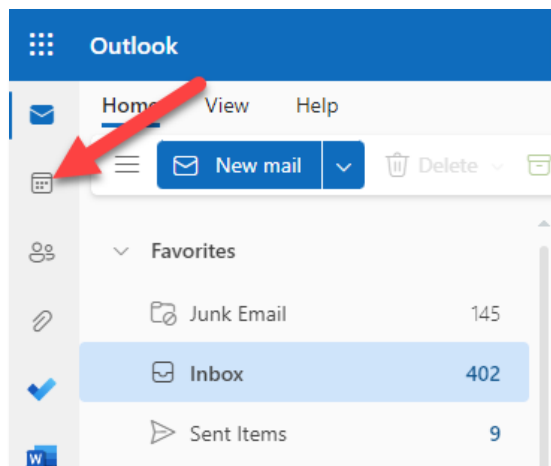 Outlook
Home View Help
New mail Delete
Favorites
Junk Email 145
Inbox 402
Sent Items 9
W